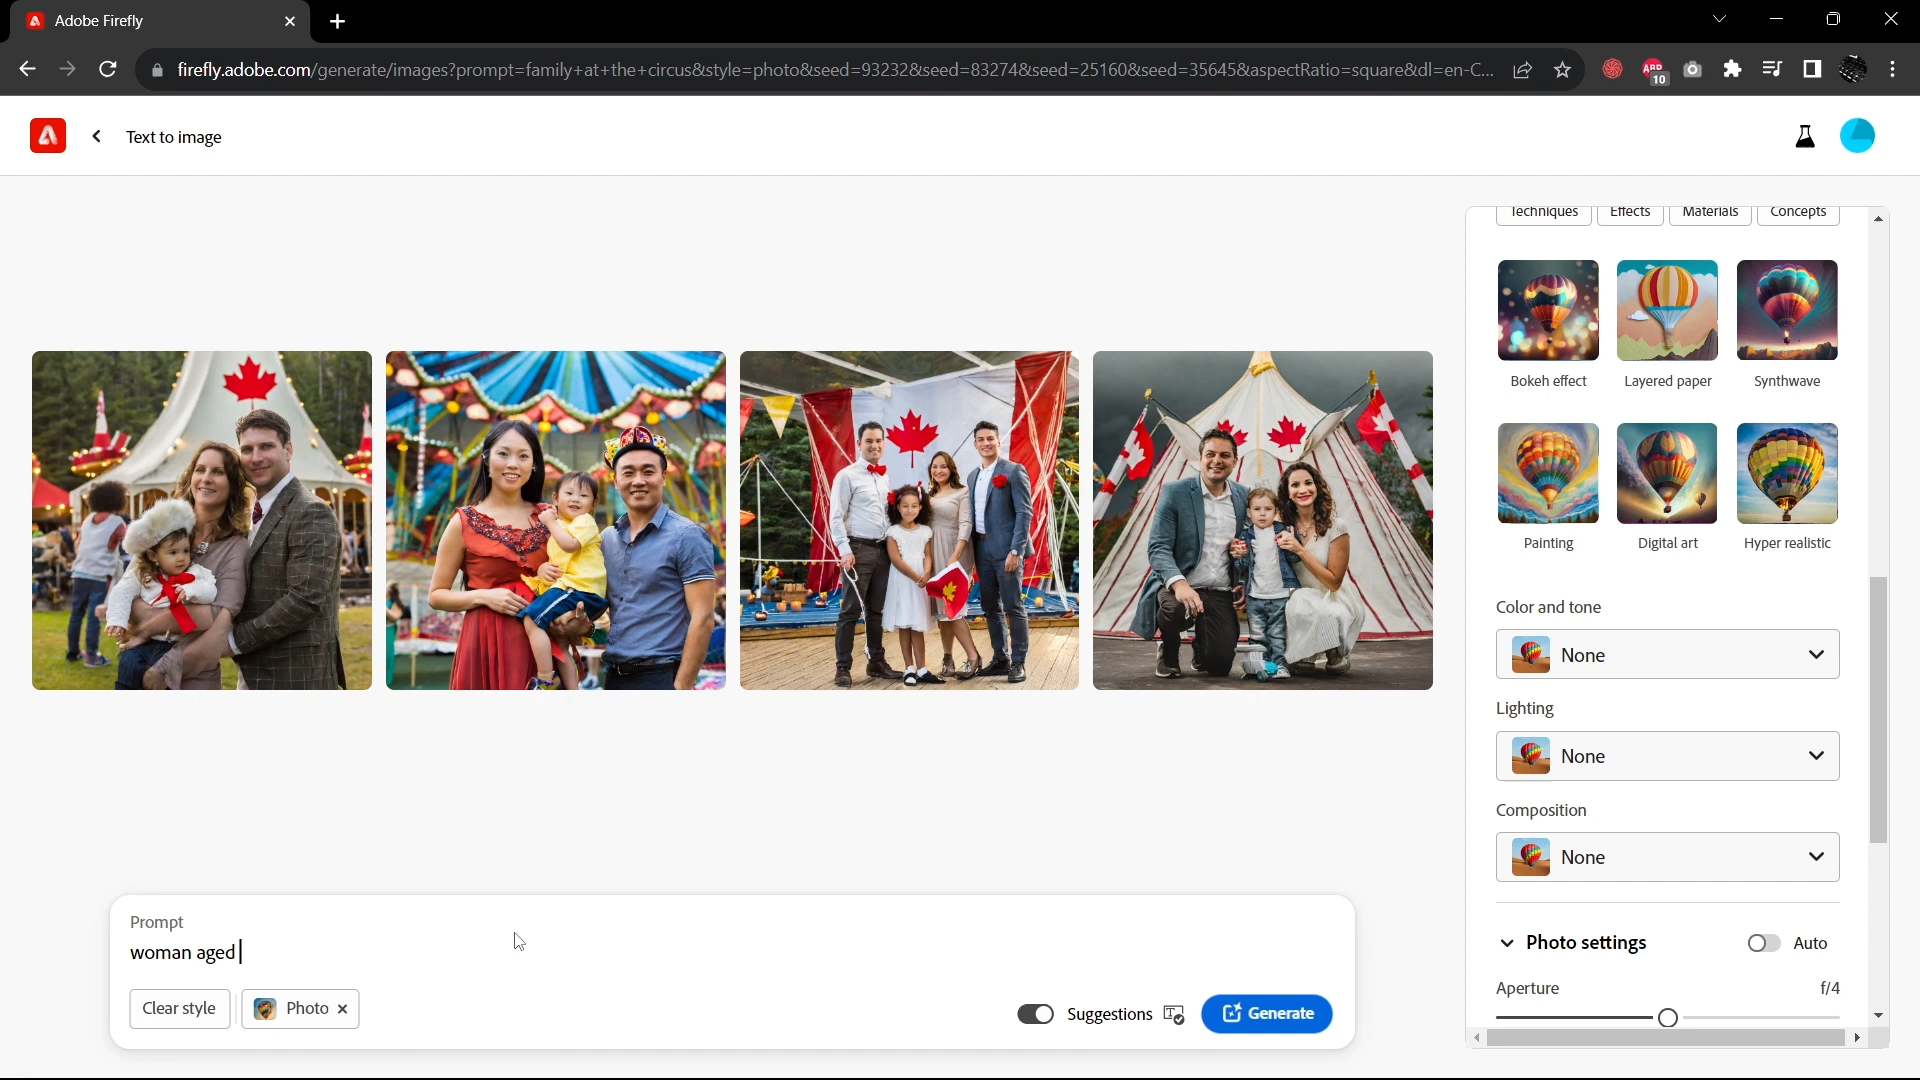 Adobe Firefly
firefly.adobe.com/generate/images?prompt=family+at+the+circus&style=photo&seed=93232&seed=83274&seed=25160&seed=35645&aspectRatio=square&dl=en-C...
ABP
10
Text to image
Techniques Effects Materials Concepts
Bokeh effect Layered paper Synthwave
Painting Digital art Hyper realistic
Color and tone
None
Lighting
None
Composition
None
Photo settings Auto
Aperture f/4
Prompt
woman aged
Clear style Photo Suggestions Generate